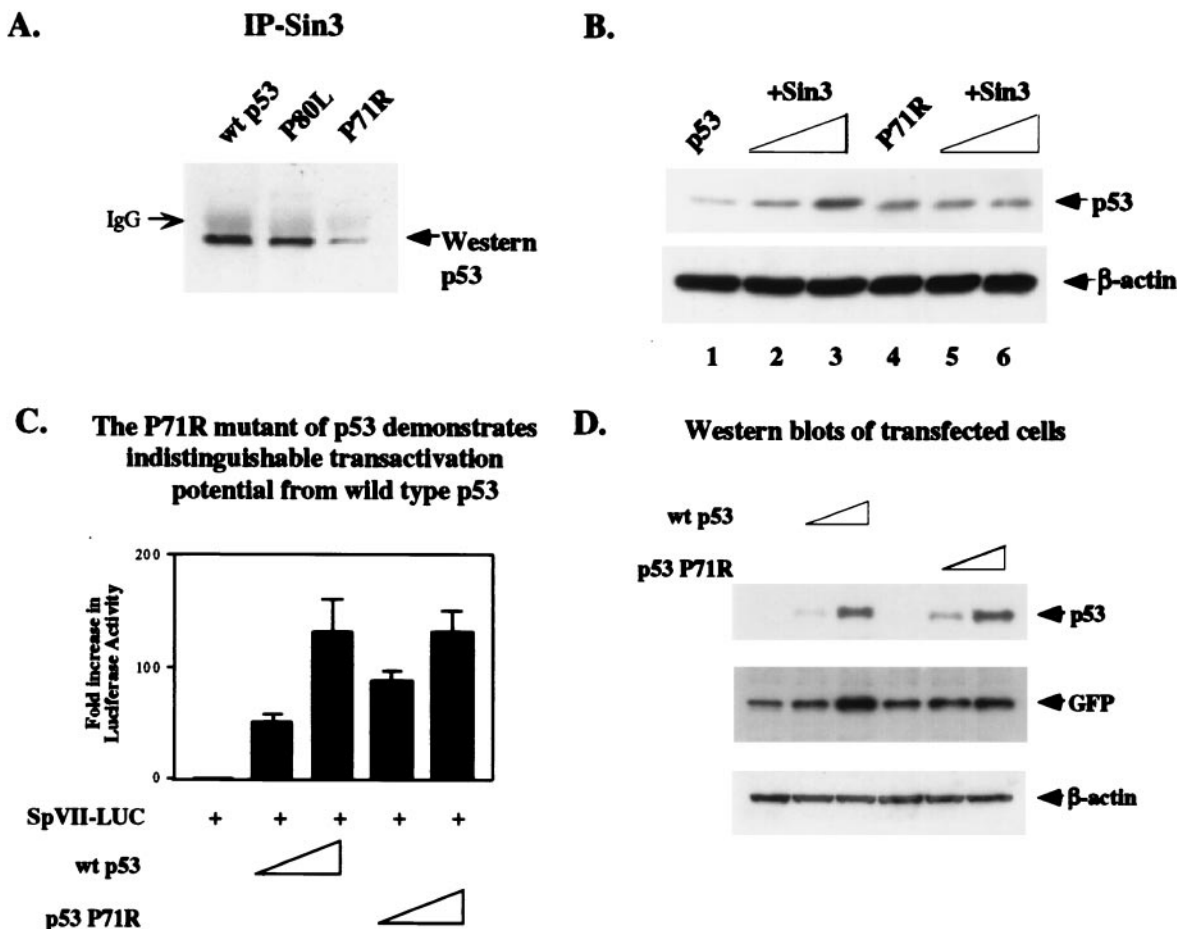 A.
IP-Sin3
wt p53
P80L
P71R
IgG
Western
p53
B.
+Sin3
+Sin3
p53
P71R
p53
β-actin
1 2 3 4 5 6
C.
The P71R mutant of p53 demonstrates
indistinguishable transactivation
potential from wild type p53
Fold increase in
Luciferase Activity
200
100
0
SpVII-LUC + + + + +
wt p53
p53 P71R
D.
Western blots of transfected cells
wt p53
p53 P71R
p53
GFP
β-actin